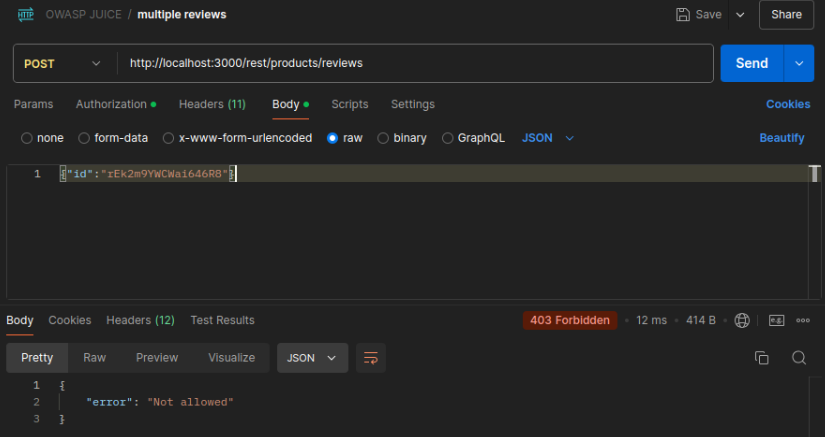 HTTP OWASP JUICE / multiple reviews Save Share
POST http://localhost:3000/rest/products/reviews Send
Params Authorization Headers (11) Body Scripts Settings Cookies
none form-data x-www-form-urlencoded raw binary GraphQL JSON Beautify
1 {"id":"rEk2m9YWCWai646R8"}
Body Cookies Headers (12) Test Results 403 Forbidden • 12 ms • 414 B
Pretty Raw Preview Visualize JSON
1 {
2 "error": "Not allowed"
3 }